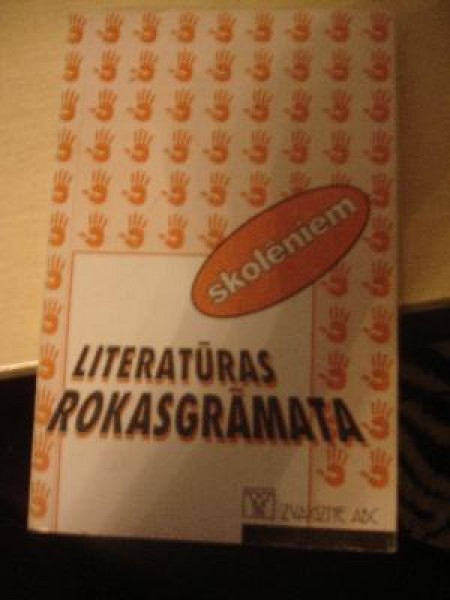 skolēniem
LITERATŪRAS
ROKASGRĀMATA
ZVAIGZNE ABC